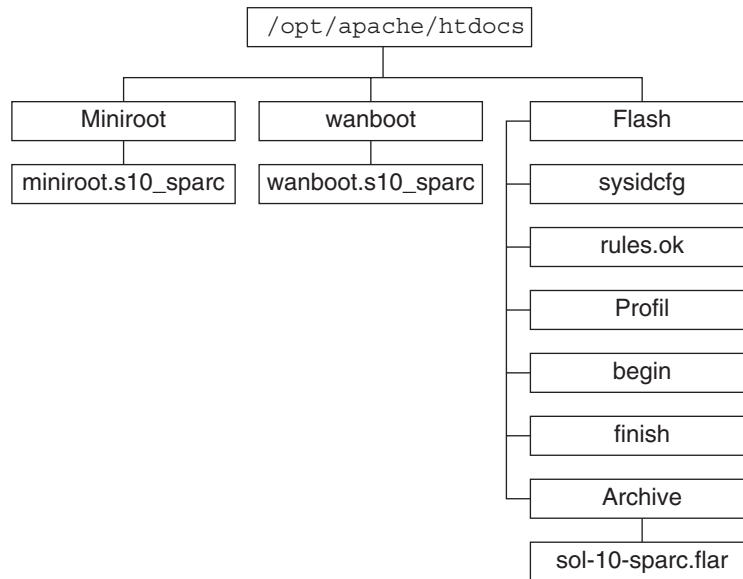 /opt/apache/htdocs
Miniroot
wanboot
Flash
miniroot.s10_sparc
wanboot.s10_sparc
sysidcfg
rules.ok
Profil
begin
finish
Archive
sol-10-sparc.flar